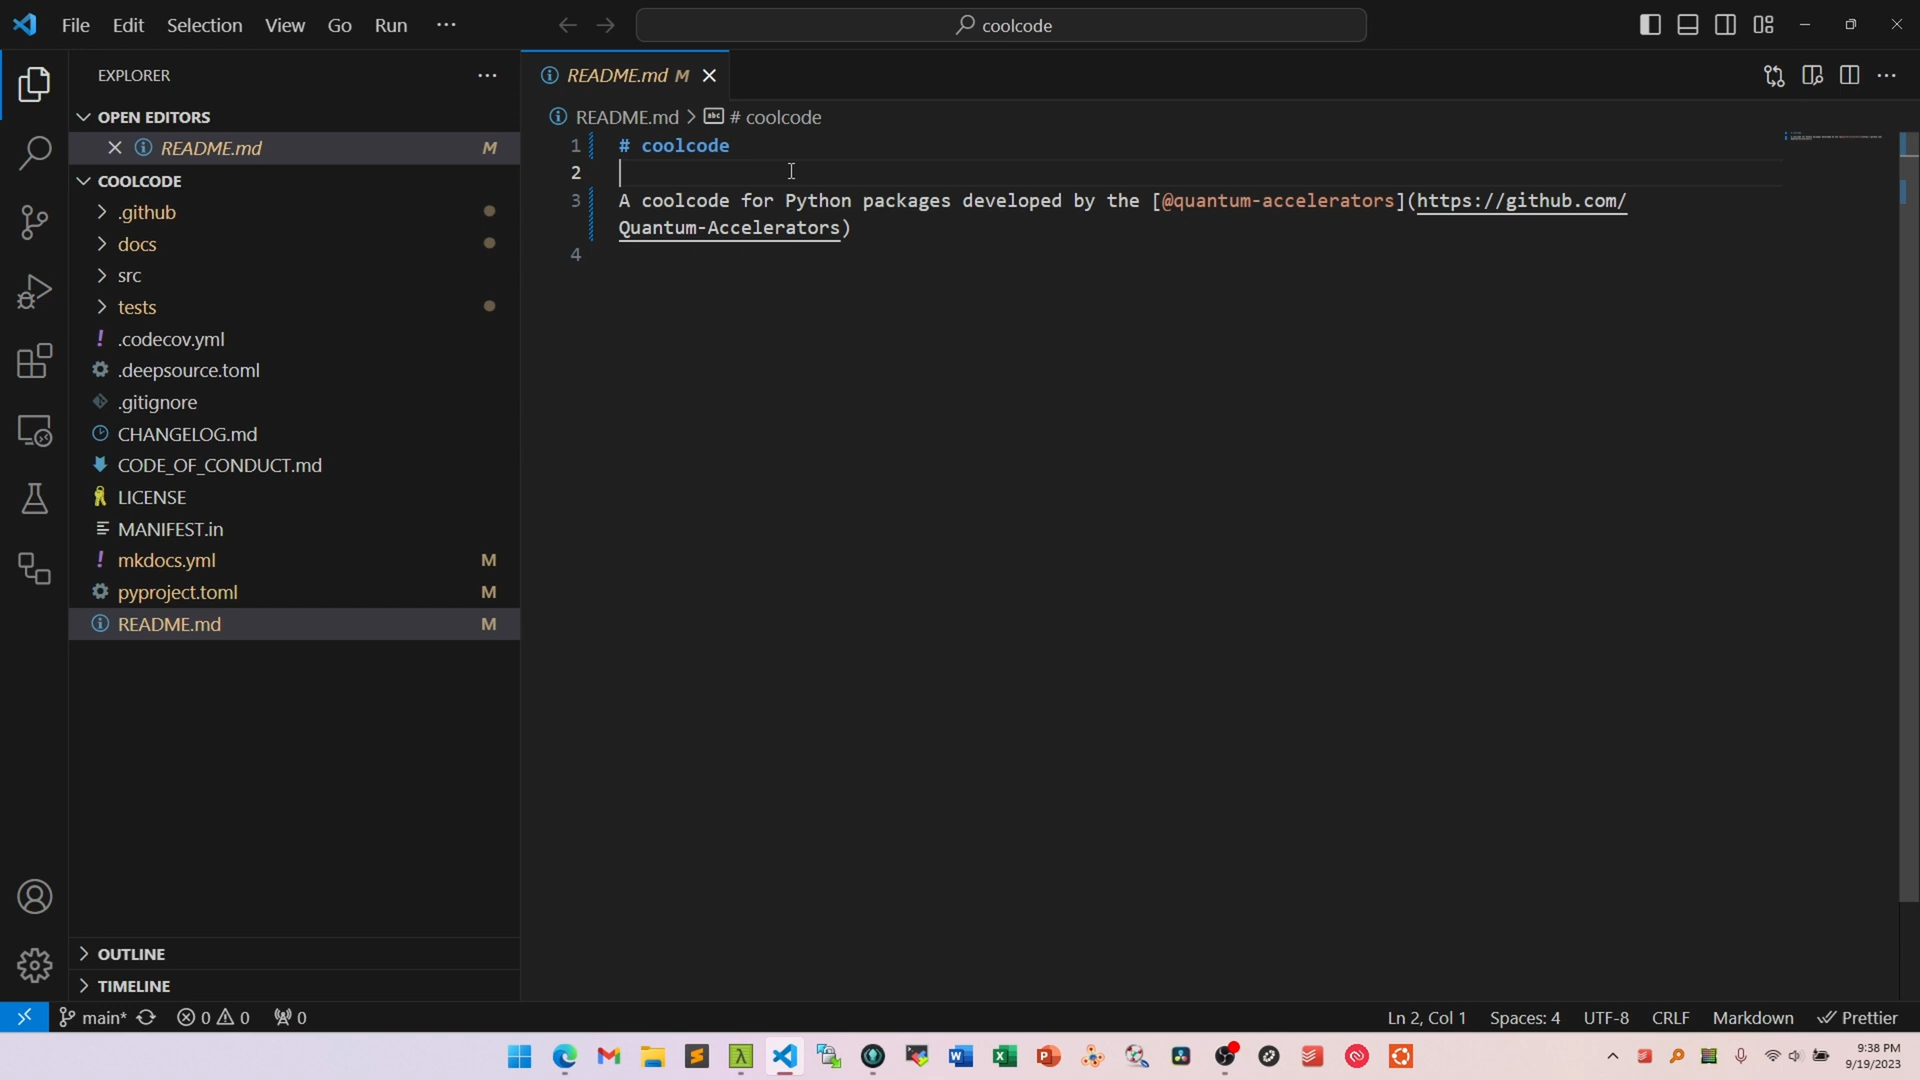 File Edit Selection View Go Run ···
coolcode
EXPLORER
OPEN EDITORS
README.md M
COOLCODE
.github
docs
src
tests
.codecov.yml
.deepsource.toml
.gitignore
CHANGELOG.md
CODE_OF_CONDUCT.md
LICENSE
MANIFEST.in
mkdocs.yml M
pyproject.toml M
README.md M
OUTLINE
TIMELINE
README.md M
README.md > # coolcode
1 # coolcode
2
3 A coolcode for Python packages developed by the [@quantum-accelerators](https://github.com/
Quantum-Accelerators)
4
main* 0 0 0
Ln 2, Col 1 Spaces: 4 UTF-8 CRLF Markdown Prettier
9:38 PM
9/19/2023